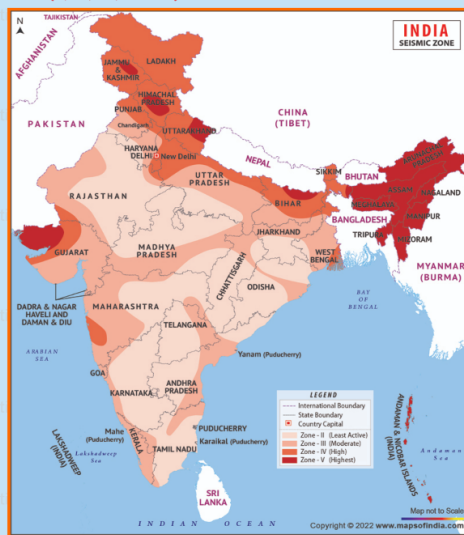 TAJIKISTAN
N
AFGHANISTAN
INDIA
SEISMIC ZONE
LADAKH
JAMMU
&
KASHMIR
HIMACHAL
PRADESH
PUNJAB
Chandigarh
UTTARAKHAND
CHINA
(TIBET)
PAKISTAN
HARYANA
DELHI
New Delhi
NEPAL
SIKKIM
BHUTAN
ARUNACHAL
PRADESH
ASSAM
NAGALAND
MEGHALAYA
MANIPUR
BANGLADESH
TRIPURA
MIZORAM
MYANMAR
(BURMA)
RAJASTHAN
UTTAR
PRADESH
BIHAR
JHARKHAND
WEST
BENGAL
GUJARAT
MADHYA
PRADESH
CHHATTISGARH
ODISHA
DADRA & NAGAR
HAVELI AND
DAMAN & DIU
MAHARASHTRA
BAY
OF
BENGAL
ARABIAN
SEA
TELANGANA
Yanam (Puducherry)
GOA
KARNATAKA
ANDHRA
PRADESH
LEGEND
International Boundary
State Boundary
Country Capital
Zone - II (Least Active)
Zone - III (Moderate)
Zone - IV (High)
Zone - V (Highest)
Mahe
(Puducherry)
PUDUCHERRY
Karaikal (Puducherry)
LAKSHADWEEP
(INDIA)
Lakshadweep
Sea
KERALA
TAMIL NADU
SRI
LANKA
ANDAMAN & NICOBAR ISLANDS
(INDIA)
Andaman
Sea
INDIAN OCEAN
Map not to Scale
Copyright © 2022 www.mapsofindia.com